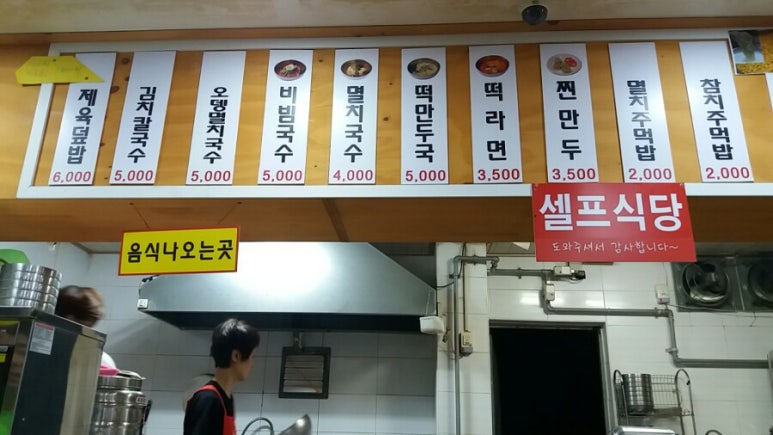 제육덮밥
6,000
김치칼국수
5,000
오뎅멸치국수
5,000
비빔국수
5,000
멸치국수
4,000
떡만두국
5,000
떡라면
3,500
찐만두
3,500
멸치주먹밥
2,000
참치주먹밥
2,000
셀프식당
도와주셔서 감사합니다~
음식나오는곳